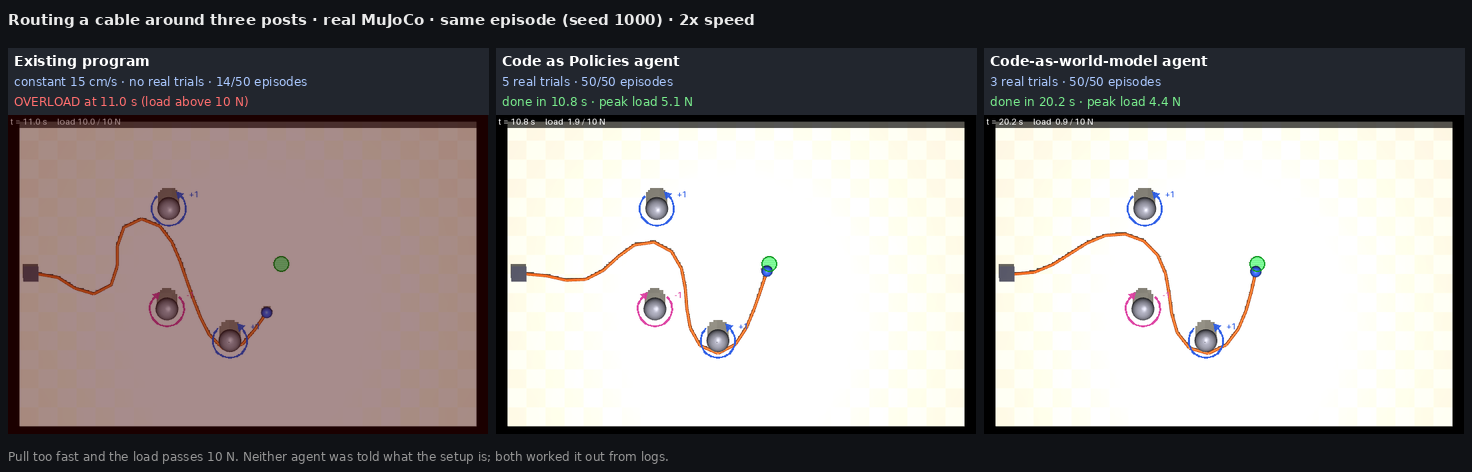 Routing a cable around three posts · real MuJoCo · same episode (seed 1000) · 2x speed
Existing program
constant 15 cm/s · no real trials · 14/50 episodes
OVERLOAD at 11.0 s (load above 10 N)
t = 11.0 s load 10.0 / 10 N
+1
Code as Policies agent
5 real trials · 50/50 episodes
done in 10.8 s · peak load 5.1 N
t = 10.8 s load 1.9 / 10 N
+1
-1
+1
Code-as-world-model agent
3 real trials · 50/50 episodes
done in 20.2 s · peak load 4.4 N
t = 20.2 s load 0.9 / 10 N
+1
+1
Pull too fast and the load passes 10 N. Neither agent was told what the setup is; both worked it out from logs.